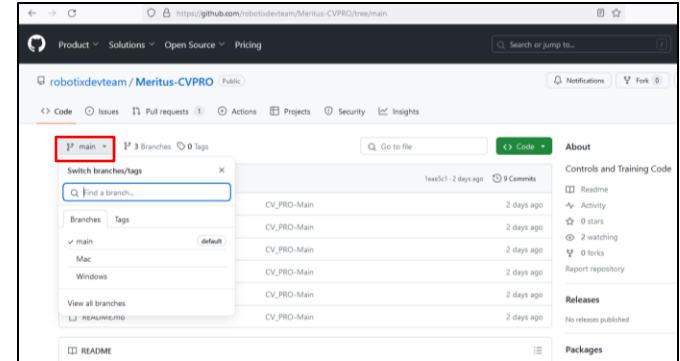 https://github.com/robotixdevteam/Meritus-CVPRO/tree/main
Product Solutions Open Source Pricing
Search or jump to...
robotixdevteam / Meritus-CVPRO Public
Notifications Fork 0
Code Issues Pull requests 1 Actions Projects Security Insights
main 3 Branches 0 Tags
Go to file
Code
About
Switch branches/tags
Find a branch...
Branches Tags
main default
Mac
Windows
View all branches
1eae5c1 · 2 days ago 9 Commits
CV_PRO-Main 2 days ago
CV_PRO-Main 2 days ago
CV_PRO-Main 2 days ago
CV_PRO-Main 2 days ago
CV_PRO-Main 2 days ago
README.md CV_PRO-Main 2 days ago
README
Controls and Training Code
Readme
Activity
0 stars
2 watching
0 forks
Report repository
Releases
No releases published
Packages